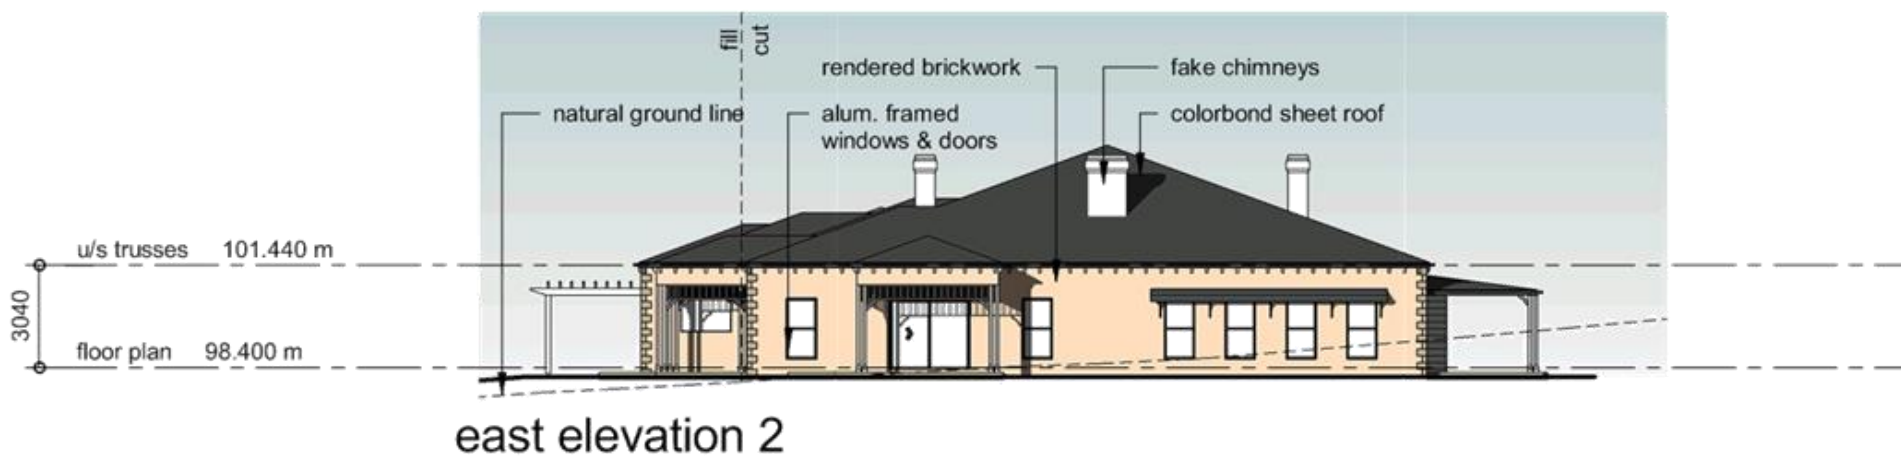 fill
cut
rendered brickwork
fake chimneys
natural ground line
alum. framed
windows & doors
colorbond sheet roof
u/s trusses 101.440 m
3040
floor plan 98.400 m
east elevation 2